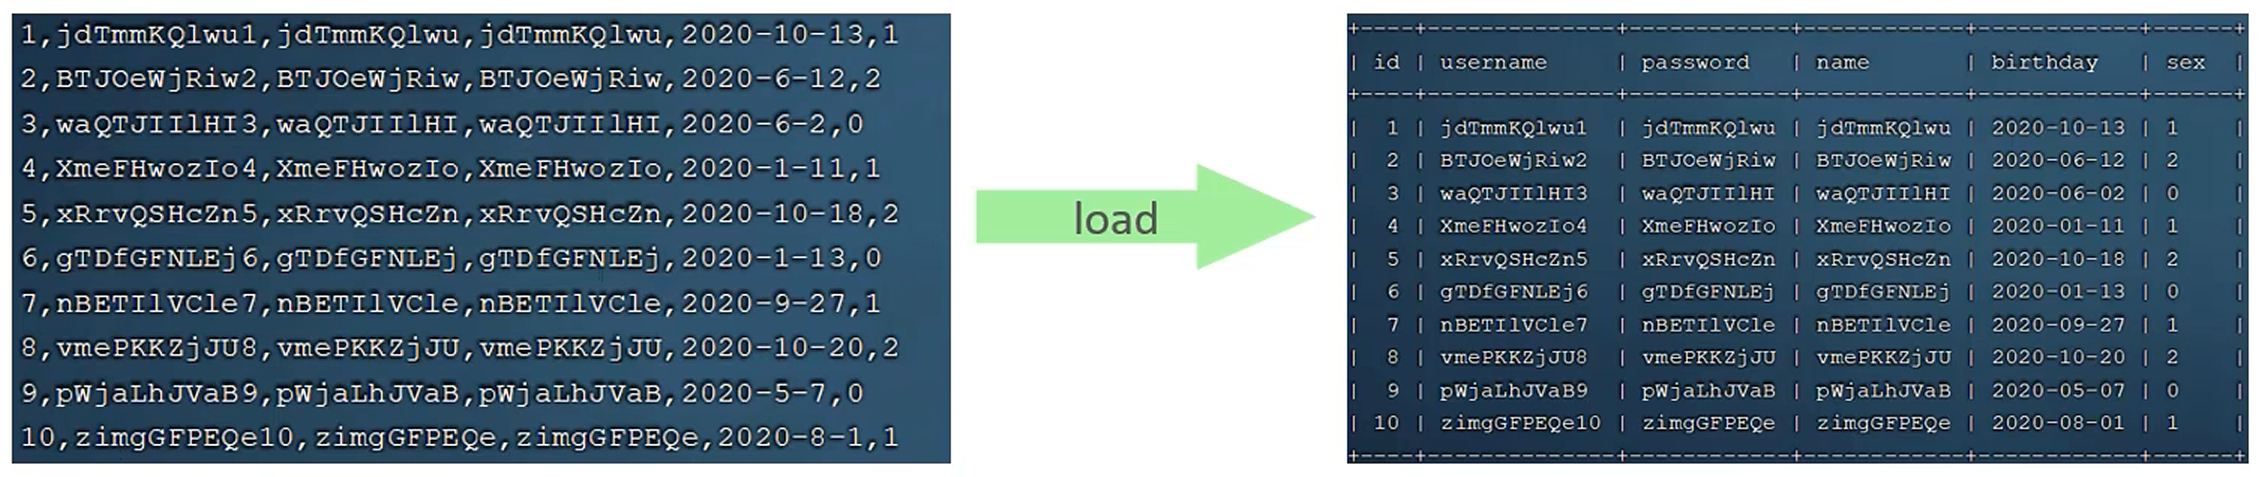 1,jdTmmKQlwu1,jdTmmKQlwu,jdTmmKQlwu,2020-10-13,1
2,BTJOeWjRiw2,BTJOeWjRiw,BTJOeWjRiw,2020-6-12,2
3,waQTJIIlHI3,waQTJIIlHI,waQTJIIlHI,2020-6-2,0
4,XmeFHwozIo4,XmeFHwozIo,XmeFHwozIo,2020-1-11,1
5,xRrvQSHcZn5,xRrvQSHcZn,xRrvQSHcZn,2020-10-18,2
6,gTDfGFNLEj6,gTDfGFNLEj,gTDfGFNLEj,2020-1-13,0
7,nBETIlVCle7,nBETIlVCle,nBETIlVCle,2020-9-27,1
8,vmePKKZjJU8,vmePKKZjJU,vmePKKZjJU,2020-10-20,2
9,pWjaLhJVaB9,pWjaLhJVaB,pWjaLhJVaB,2020-5-7,0
10,zimgGFPEQe10,zimgGFPEQe,zimgGFPEQe,2020-8-1,1
load
| id | username | password | name | birthday | sex |
| 1 | jdTmmKQlwu1 | jdTmmKQlwu | jdTmmKQlwu | 2020-10-13 | 1 |
| 2 | BTJOeWjRiw2 | BTJOeWjRiw | BTJOeWjRiw | 2020-06-12 | 2 |
| 3 | waQTJIIlHI3 | waQTJIIlHI | waQTJIIlHI | 2020-06-02 | 0 |
| 4 | XmeFHwozIo4 | XmeFHwozIo | XmeFHwozIo | 2020-01-11 | 1 |
| 5 | xRrvQSHcZn5 | xRrvQSHcZn | xRrvQSHcZn | 2020-10-18 | 2 |
| 6 | gTDfGFNLEj6 | gTDfGFNLEj | gTDfGFNLEj | 2020-01-13 | 0 |
| 7 | nBETIlVCle7 | nBETIlVCle | nBETIlVCle | 2020-09-27 | 1 |
| 8 | vmePKKZjJU8 | vmePKKZjJU | vmePKKZjJU | 2020-10-20 | 2 |
| 9 | pWjaLhJVaB9 | pWjaLhJVaB | pWjaLhJVaB | 2020-05-07 | 0 |
| 10 | zimgGFPEQe10 | zimgGFPEQe | zimgGFPEQe | 2020-08-01 | 1 |